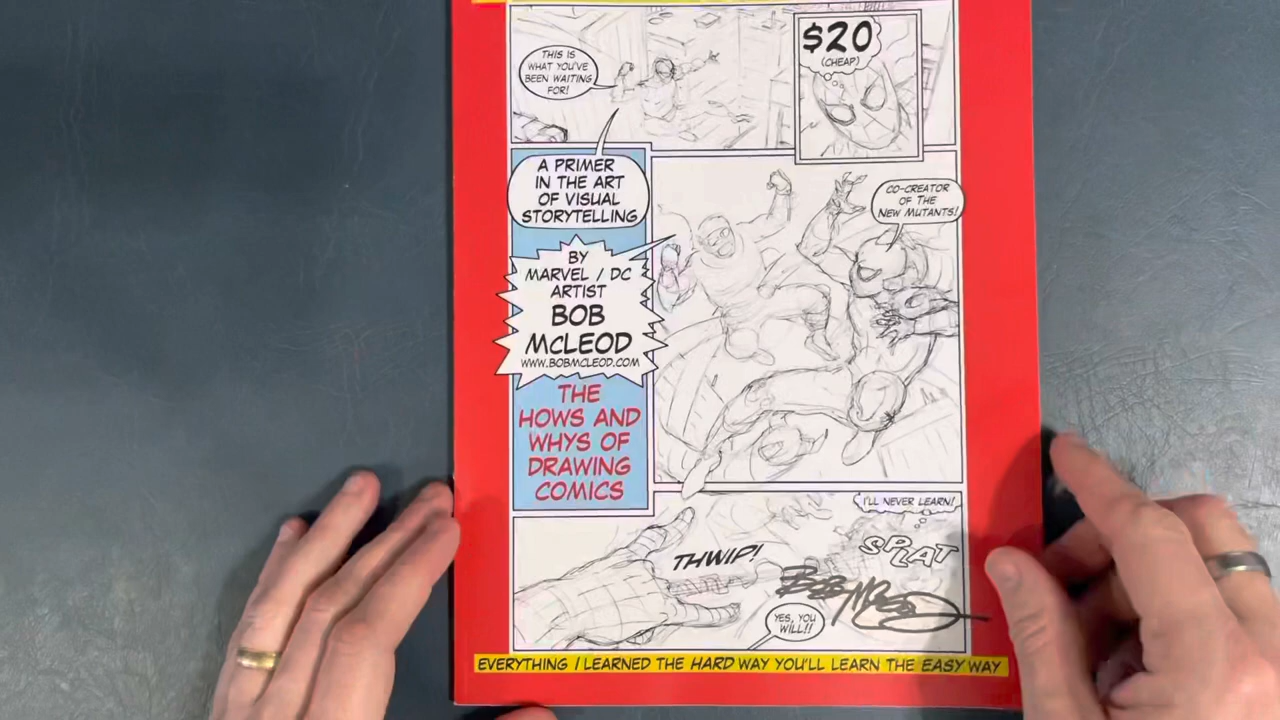 THIS IS
WHAT YOU'VE
BEEN WAITING
FOR!
$20
(CHEAP)
A PRIMER
IN THE ART
OF VISUAL
STORYTELLING
CO-CREATOR
OF THE
NEW MUTANTS!
BY
MARVEL / DC
ARTIST
BOB
McLEOD
WWW.BOBMCLEOD.COM
THE
HOWS AND
WHYS OF
DRAWING
COMICS
I'LL NEVER LEARN!
THWIP!
SPLAT
Bob McLeod
YES, YOU
WILL!!
EVERYTHING I LEARNED THE HARD WAY YOU'LL LEARN THE EASY WAY